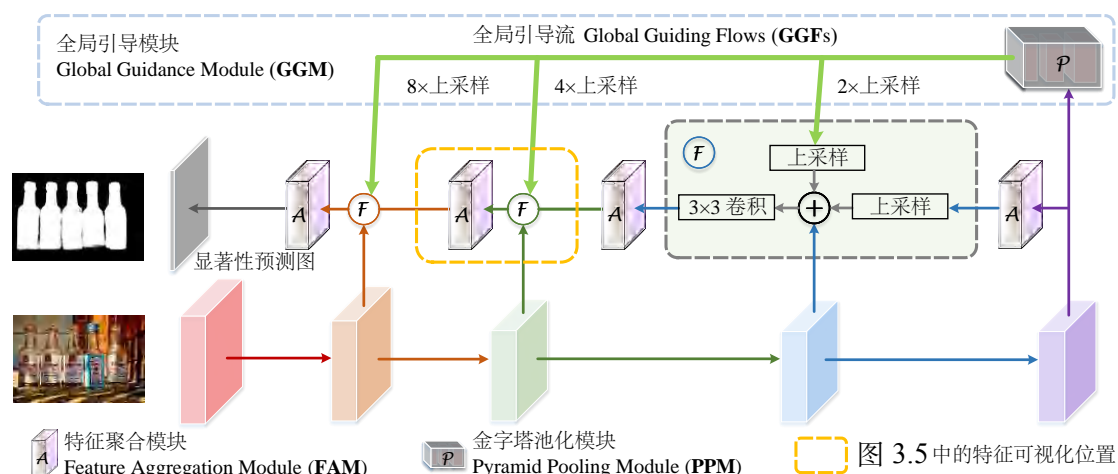 全局引导模块
Global Guidance Module (GGM)
全局引导流 Global Guiding Flows (GGFs)
P
8×上采样
4×上采样
2×上采样
F
上采样
A
A
A
A
F
F
3×3 卷积
上采样
显著性预测图
A
特征聚合模块
Feature Aggregation Module (FAM)
P
金字塔池化模块
Pyramid Pooling Module (PPM)
图 3.5中的特征可视化位置